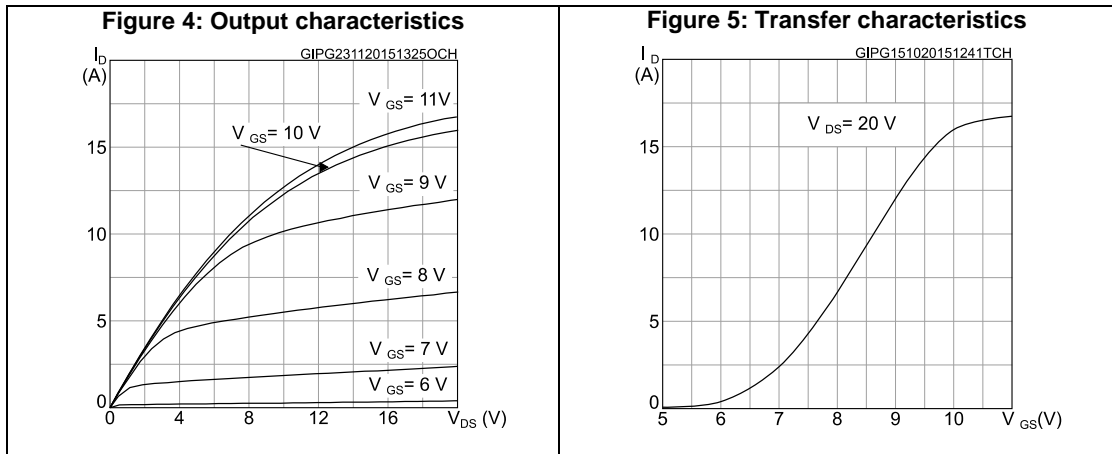 Figure 4: Output characteristics
GIPG231120151325OCH
I D
(A)
V GS= 11V
V GS= 10 V
15
V GS= 9 V
10
V GS= 8 V
5
V GS= 7 V
V GS= 6 V
0
0 4 8 12 16 VDS (V)
Figure 5: Transfer characteristics
GIPG151020151241TCH
I D
(A)
V DS= 20 V
15
10
5
0
5 6 7 8 9 10 V GS(V)